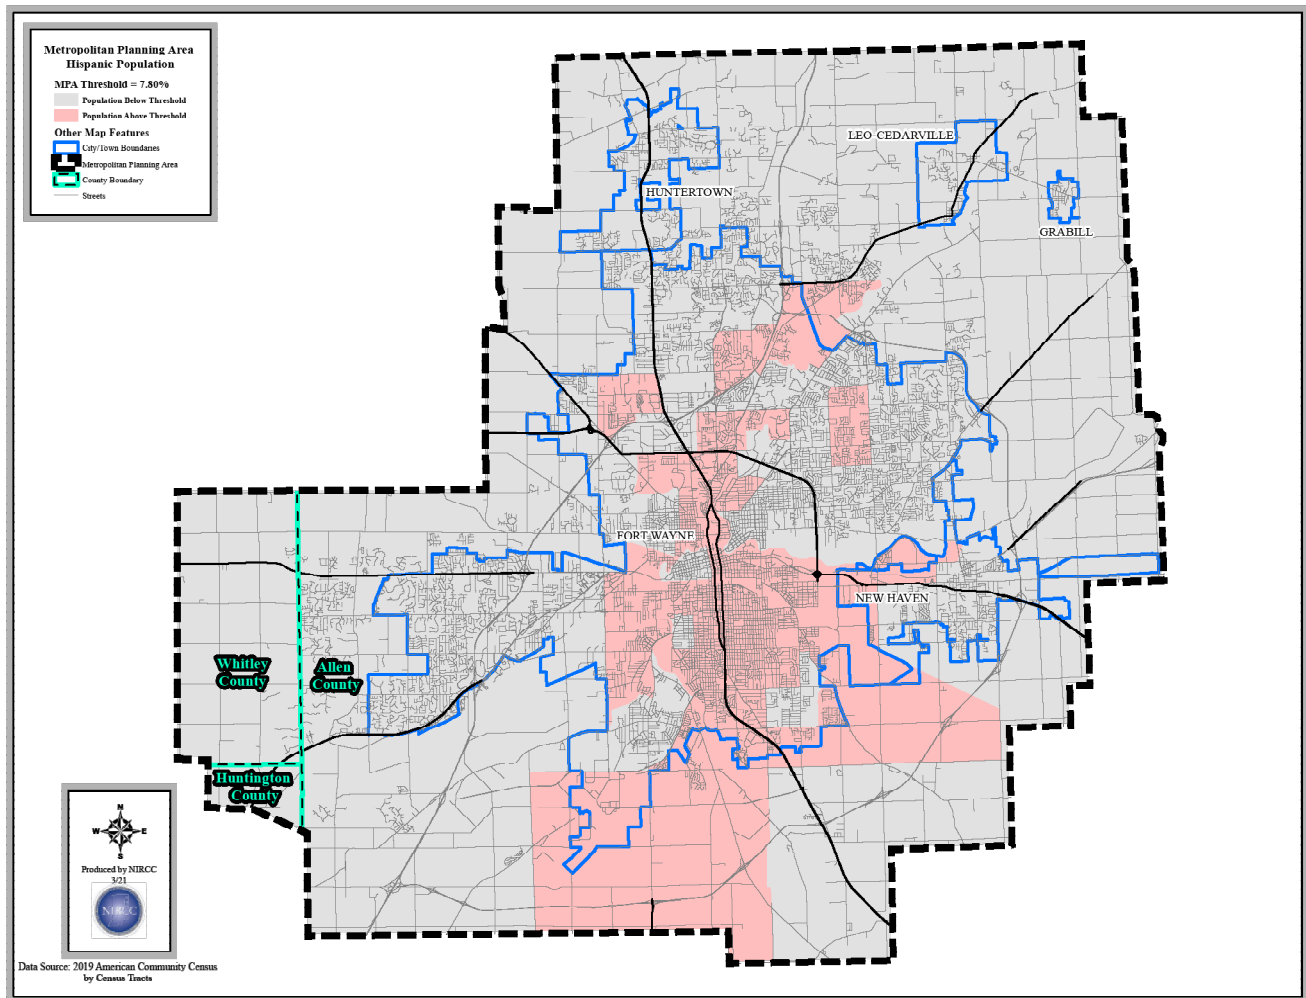 Metropolitan Planning Area
Hispanic Population
MPA Threshold = 7.80%
Population Below Threshold
Population Above Threshold
Other Map Features
City/Town Boundaries
Metropolitan Planning Area
County Boundary
Streets
LEO-CEDARVILLE
HUNTERTOWN
GRABILL
FORT WAYNE
NEW HAVEN
Whitley
County
Allen
County
Huntington
County
N
W E
S
Produced by NIRCC
3/21
NIRCC
Data Source: 2019 American Community Census
by Census Tracts